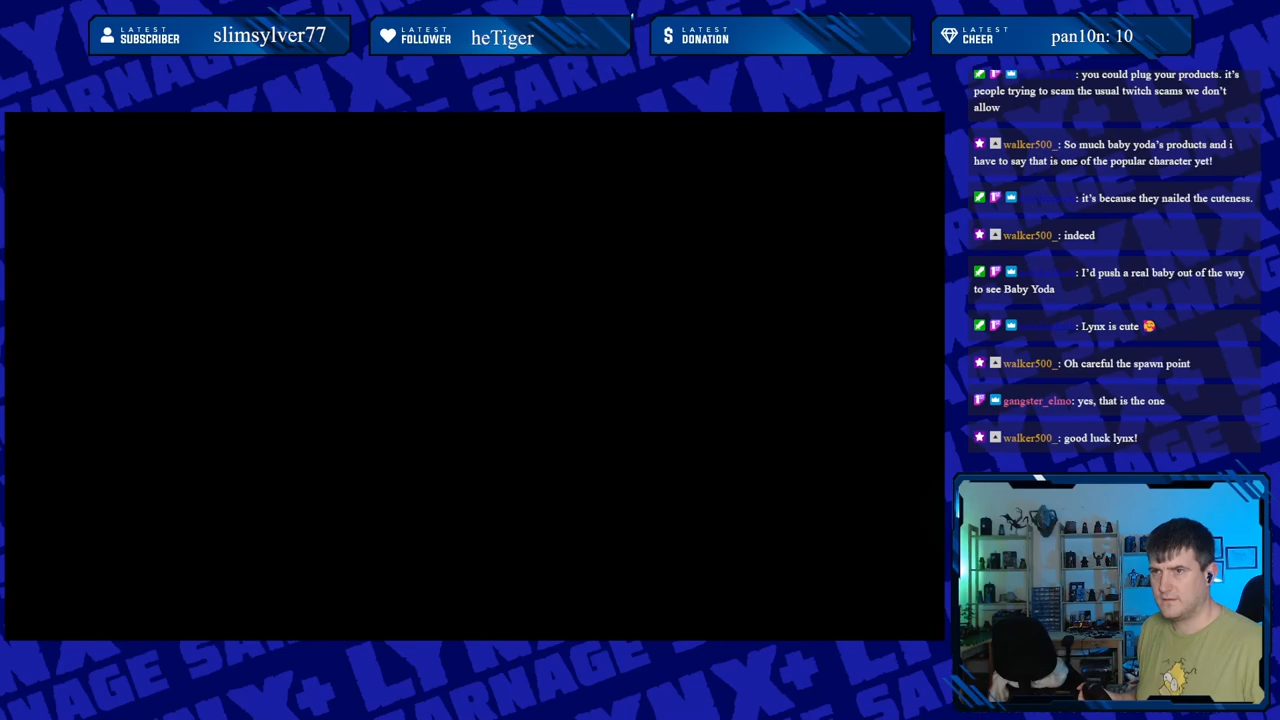 LATEST SUBSCRIBER slimsylver77
LATEST FOLLOWER heTiger
LATEST DONATION
LATEST CHEER pan10n: 10
: you could plug your products. it's
people trying to scam the usual twitch scams we don't
allow
walker500_: So much baby yoda's products and i
have to say that is one of the popular character yet!
: it's because they nailed the cuteness.
walker500_: indeed
: I'd push a real baby out of the way
to see Baby Yoda
: Lynx is cute 🥰
walker500_: Oh careful the spawn point
gangster_elmo: yes, that is the one
walker500_: good luck lynx!